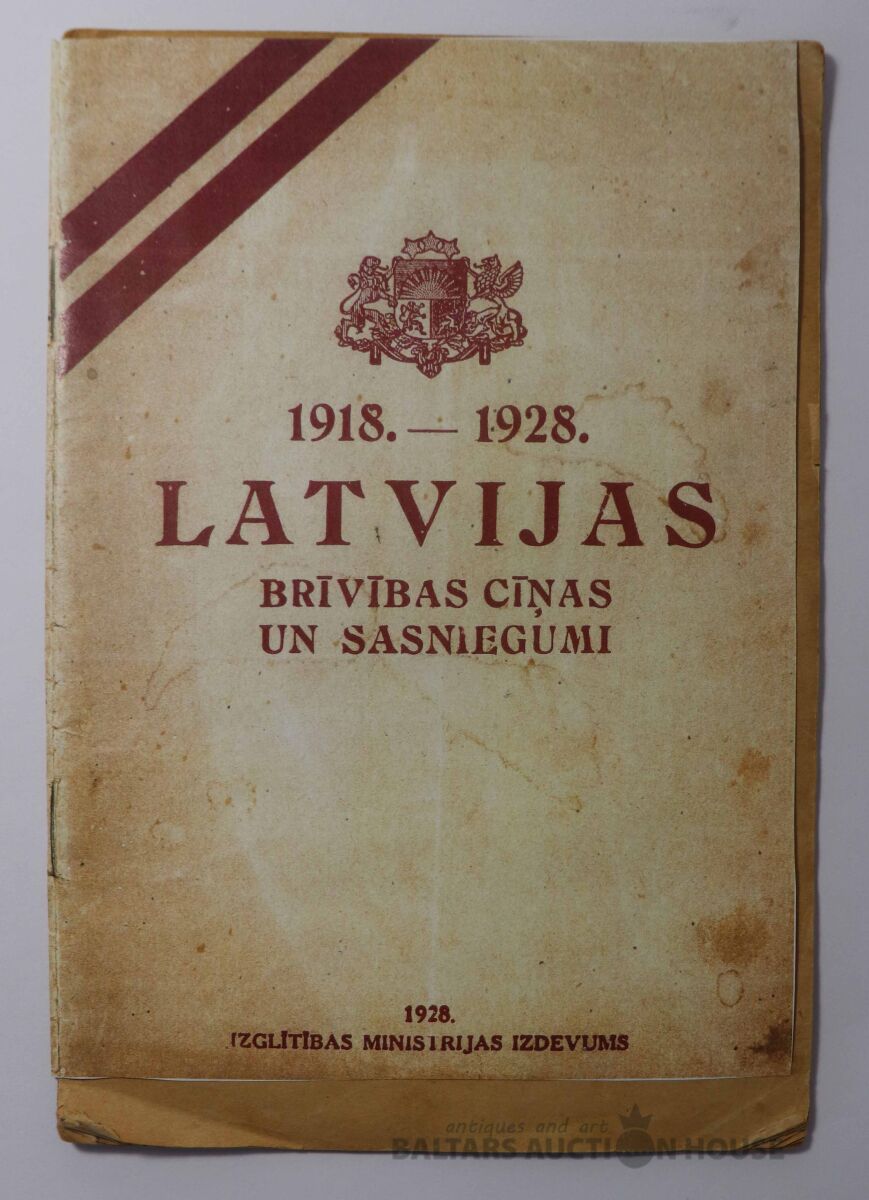 1918. — 1928.
LATVIJAS
BRĪVĪBAS CĪŅAS
UN SASNIEGUMI
1928.
IZGLĪTĪBAS MINISTRIJAS IZDEVUMS
antiques and art
BALTARS AUCTION HOUSE